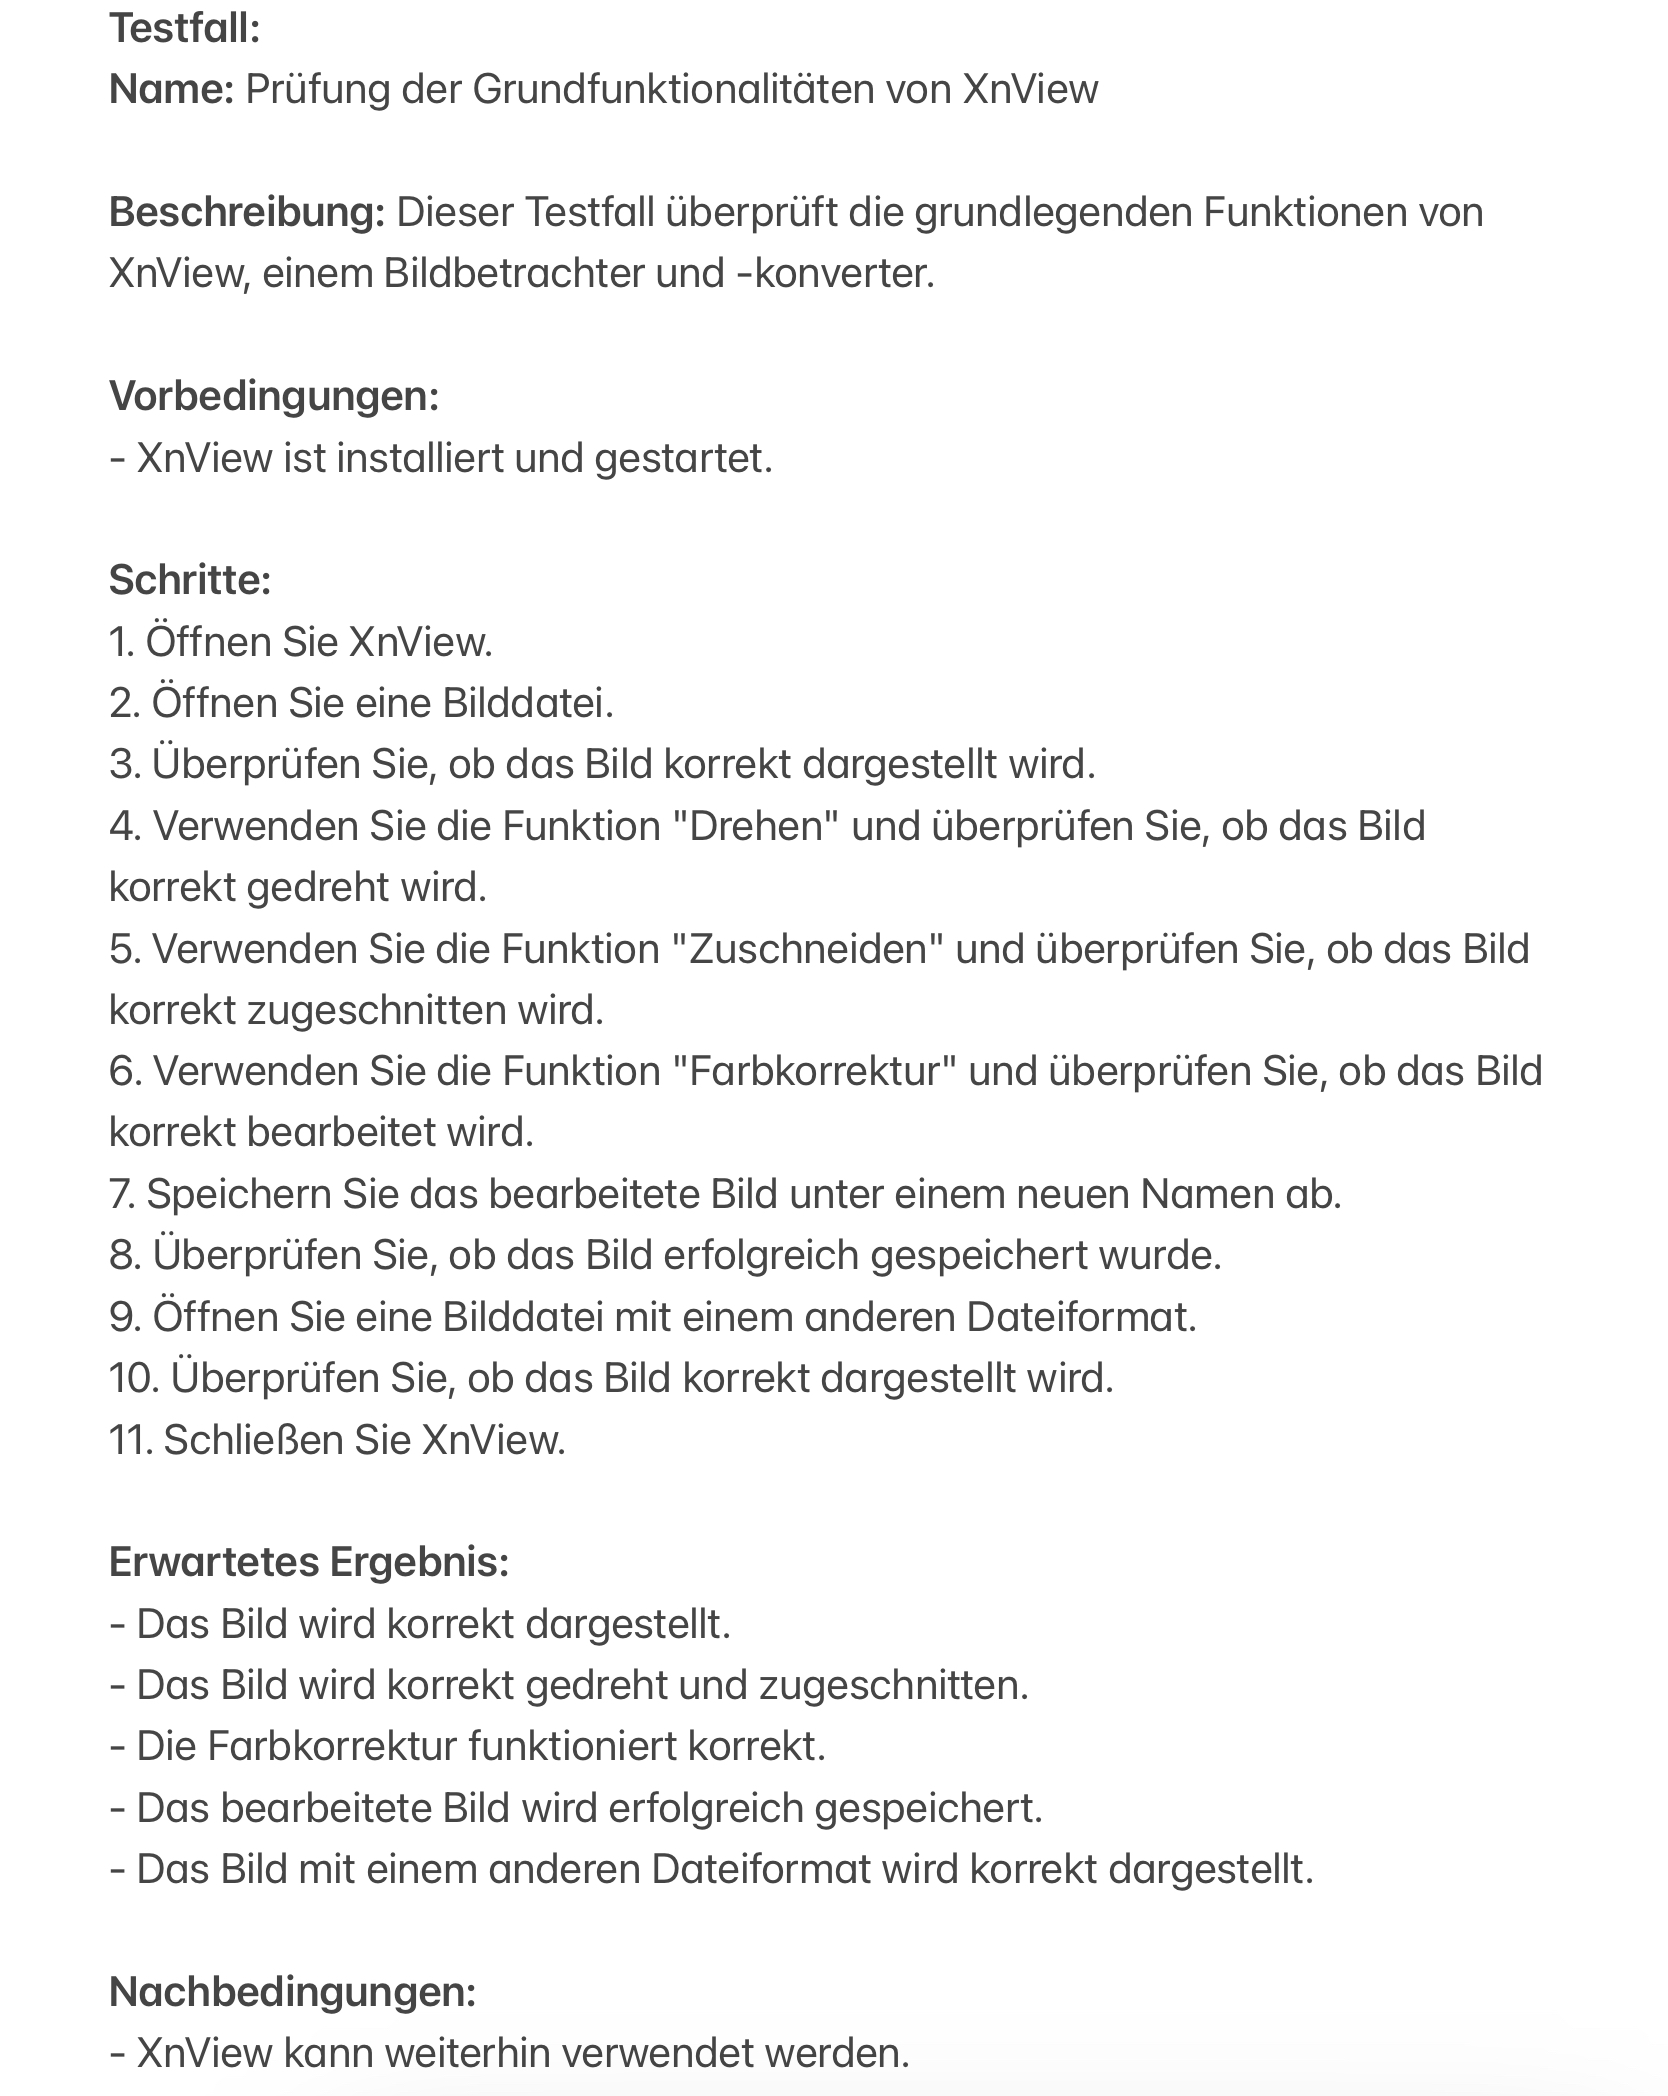 Testfall:
Name: Prüfung der Grundfunktionalitäten von XnView
Beschreibung: Dieser Testfall überprüft die grundlegenden Funktionen von
XnView, einem Bildbetrachter und -konverter.
Vorbedingungen:
- XnView ist installiert und gestartet.
Schritte:
1. Öffnen Sie XnView.
2. Öffnen Sie eine Bilddatei.
3. Überprüfen Sie, ob das Bild korrekt dargestellt wird.
4. Verwenden Sie die Funktion "Drehen" und überprüfen Sie, ob das Bild
korrekt gedreht wird.
5. Verwenden Sie die Funktion "Zuschneiden" und überprüfen Sie, ob das Bild
korrekt zugeschnitten wird.
6. Verwenden Sie die Funktion "Farbkorrektur" und überprüfen Sie, ob das Bild
korrekt bearbeitet wird.
7. Speichern Sie das bearbeitete Bild unter einem neuen Namen ab.
8. Überprüfen Sie, ob das Bild erfolgreich gespeichert wurde.
9. Öffnen Sie eine Bilddatei mit einem anderen Dateiformat.
10. Überprüfen Sie, ob das Bild korrekt dargestellt wird.
11. Schließen Sie XnView.
Erwartetes Ergebnis:
- Das Bild wird korrekt dargestellt.
- Das Bild wird korrekt gedreht und zugeschnitten.
- Die Farbkorrektur funktioniert korrekt.
- Das bearbeitete Bild wird erfolgreich gespeichert.
- Das Bild mit einem anderen Dateiformat wird korrekt dargestellt.
Nachbedingungen:
- XnView kann weiterhin verwendet werden.